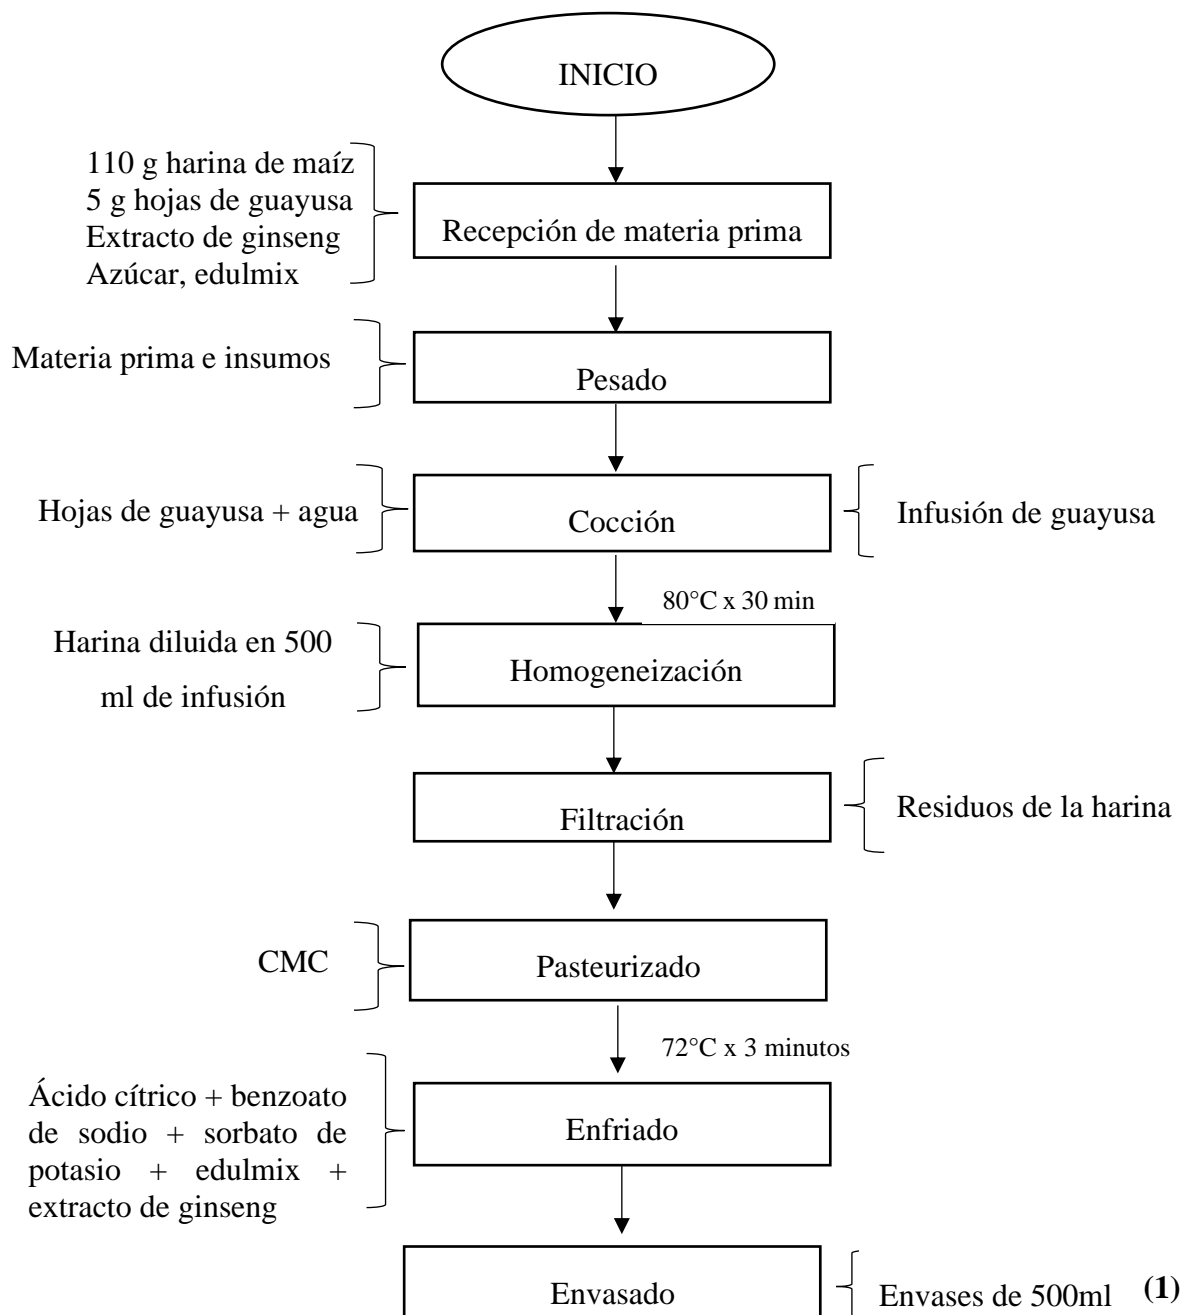 INICIO
110 g harina de maíz
5 g hojas de guayusa
Extracto de ginseng
Azúcar, edulmix
Recepción de materia prima
Materia prima e insumos
Pesado
Hojas de guayusa + agua
Cocción
Infusión de guayusa
80°C x 30 min
Harina diluida en 500
ml de infusión
Homogeneización
Filtración
Residuos de la harina
CMC
Pasteurizado
72°C x 3 minutos
Ácido cítrico + benzoato
de sodio + sorbato de
potasio + edulmix +
extracto de ginseng
Enfriado
Envasado
Envases de 500ml
(1)